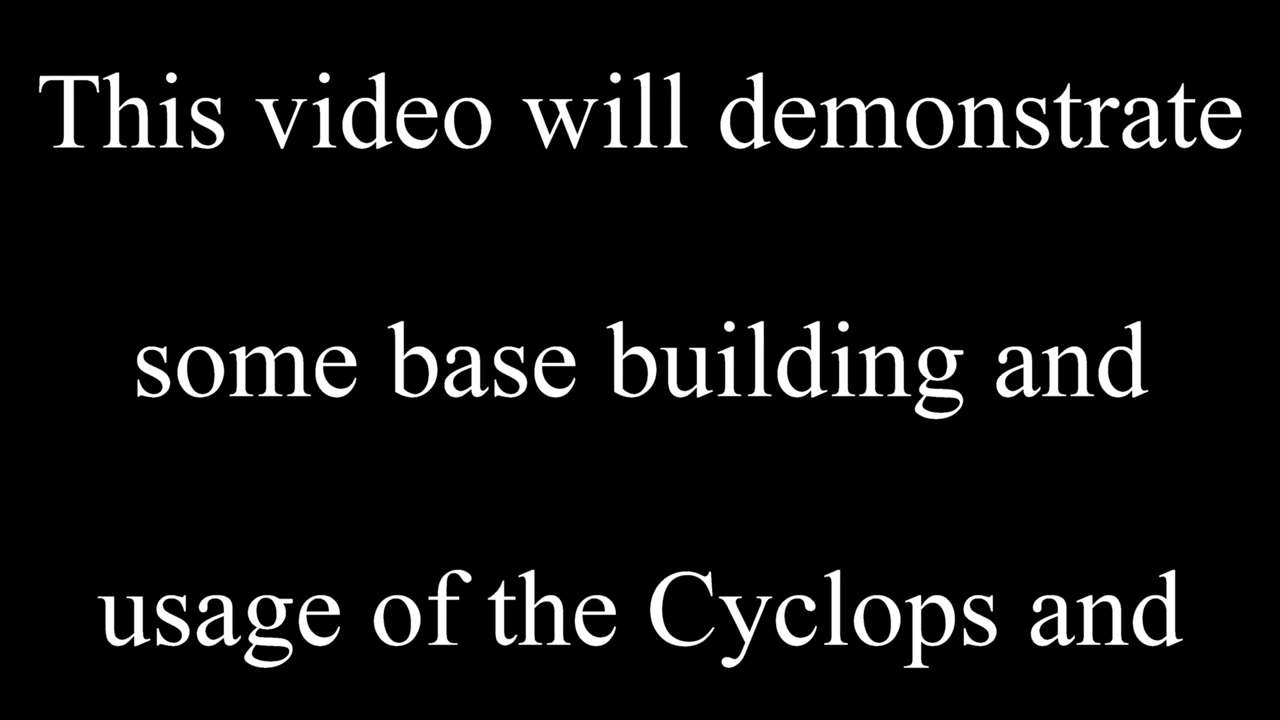 This video will demonstrate
some base building and
usage of the Cyclops and